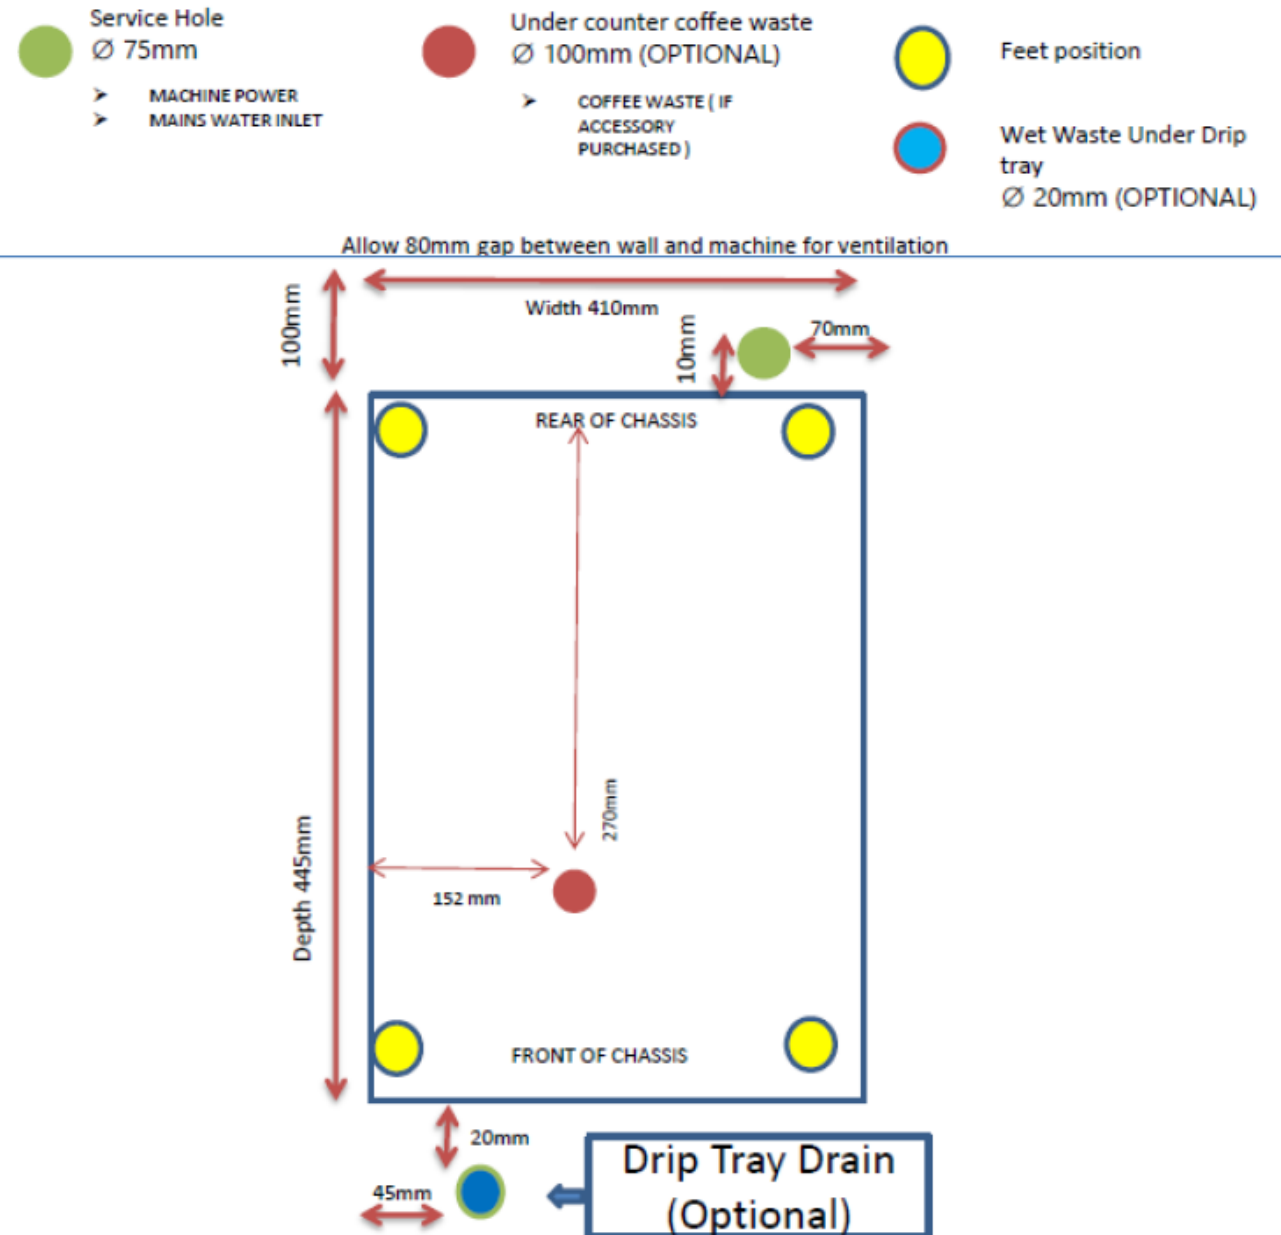 Service Hole
Ø 75mm
➢ MACHINE POWER
➢ MAINS WATER INLET
Under counter coffee waste
Ø 100mm (OPTIONAL)
➢ COFFEE WASTE ( IF
ACCESSORY
PURCHASED )
Feet position
Wet Waste Under Drip
tray
Ø 20mm (OPTIONAL)
Allow 80mm gap between wall and machine for ventilation
100mm
Width 410mm
10mm
70mm
REAR OF CHASSIS
270mm
152 mm
Depth 445mm
FRONT OF CHASSIS
20mm
45mm
Drip Tray Drain
(Optional)